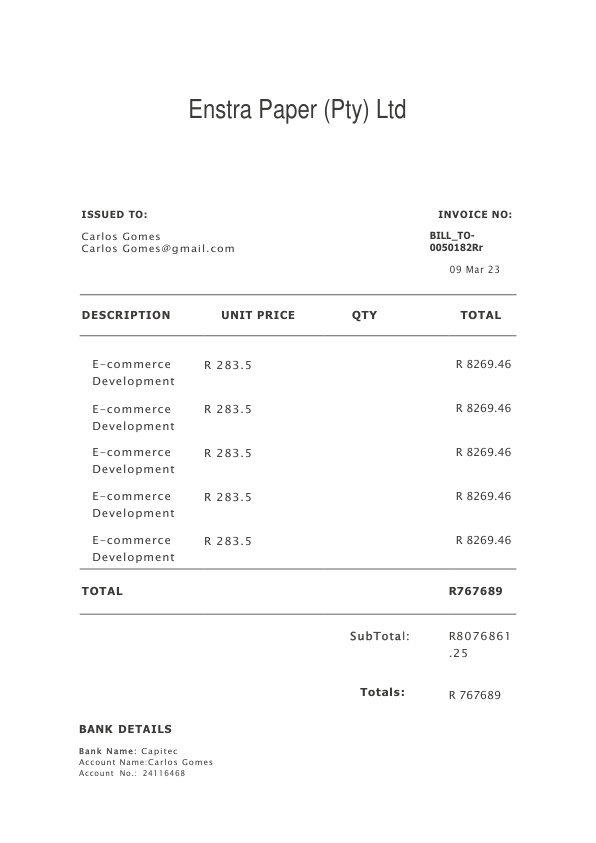 Enstra Paper (Pty) Ltd
ISSUED TO: INVOICE NO:
Carlos Gomes BILL_TO-
Carlos Gomes@gmail.com 0050182Rr
09 Mar 23
DESCRIPTION UNIT PRICE QTY TOTAL
E-commerce R 283.5 R 8269.46
Development
E-commerce R 283.5 R 8269.46
Development
E-commerce R 283.5 R 8269.46
Development
E-commerce R 283.5 R 8269.46
Development
E-commerce R 283.5 R 8269.46
Development
TOTAL R767689
SubTotal: R8076861
.25
Totals: R 767689
BANK DETAILS
Bank Name: Capitec
Account Name:Carlos Gomes
Account No.: 24116468